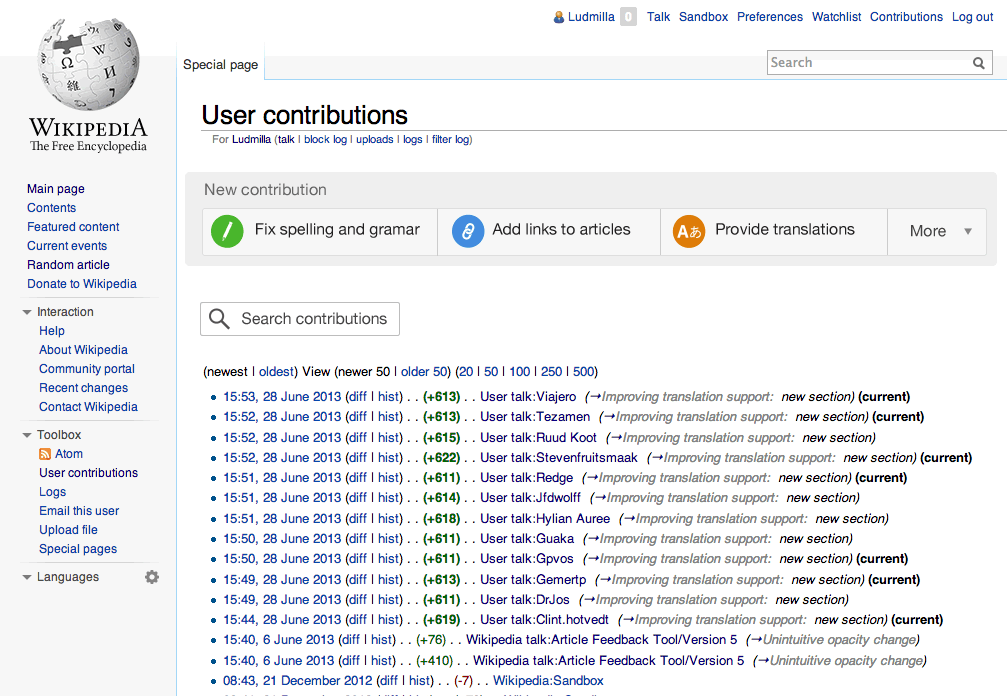 Ludmilla 0 Talk Sandbox Preferences Watchlist Contributions Log out
Special page
Search
WIKIPEDIA
The Free Encyclopedia
Main page
Contents
Featured content
Current events
Random article
Donate to Wikipedia
Interaction
Help
About Wikipedia
Community portal
Recent changes
Contact Wikipedia
Toolbox
Atom
User contributions
Logs
Email this user
Upload file
Special pages
Languages
User contributions
For Ludmilla (talk | block log | uploads | logs | filter log)
New contribution
Fix spelling and gramar
Add links to articles
Provide translations
More
Search contributions
(newest | oldest) View (newer 50 | older 50) (20 | 50 | 100 | 250 | 500)
15:53, 28 June 2013 (diff | hist) . . (+613) . . User talk:Viajero (→Improving translation support: new section) (current)
15:52, 28 June 2013 (diff | hist) . . (+613) . . User talk:Tezamen (→Improving translation support: new section) (current)
15:52, 28 June 2013 (diff | hist) . . (+615) . . User talk:Ruud Koot (→Improving translation support: new section)
15:52, 28 June 2013 (diff | hist) . . (+622) . . User talk:Stevenfruitsmaak (→Improving translation support: new section) (current)
15:51, 28 June 2013 (diff | hist) . . (+611) . . User talk:Redge (→Improving translation support: new section) (current)
15:51, 28 June 2013 (diff | hist) . . (+614) . . User talk:Jfdwolff (→Improving translation support: new section)
15:51, 28 June 2013 (diff | hist) . . (+618) . . User talk:Hylian Auree (→Improving translation support: new section)
15:50, 28 June 2013 (diff | hist) . . (+611) . . User talk:Guaka (→Improving translation support: new section)
15:50, 28 June 2013 (diff | hist) . . (+611) . . User talk:Gpvos (→Improving translation support: new section) (current)
15:49, 28 June 2013 (diff | hist) . . (+613) . . User talk:Gemertp (→Improving translation support: new section) (current)
15:49, 28 June 2013 (diff | hist) . . (+611) . . User talk:DrJos (→Improving translation support: new section)
15:44, 28 June 2013 (diff | hist) . . (+619) . . User talk:Clint.hotvedt (→Improving translation support: new section) (current)
15:40, 6 June 2013 (diff | hist) . . (+76) . . Wikipedia talk:Article Feedback Tool/Version 5 (→Unintuitive opacity change)
15:40, 6 June 2013 (diff | hist) . . (+410) . . Wikipedia talk:Article Feedback Tool/Version 5 (→Unintuitive opacity change)
08:43, 21 December 2012 (diff | hist) . . (-7) . . Wikipedia:Sandbox